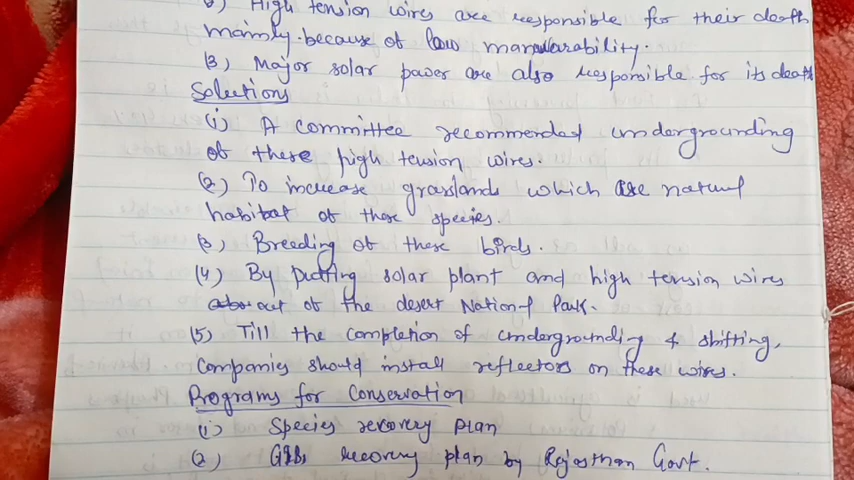 2) High tension wires are responsible for their death
mainly because of low manuvarability.
(3) Major solar power are also responsible for its death
Solutions
(1) A committee recommended undergrounding
of these high tension wires.
(2) To increase grasslands which are natural
habitat of these species.
(3) Breeding of these birds.
(4) By putting solar plant and high tension wires
out of the desert National Park.
(5) Till the completion of undergrounding & shifting,
Companies should install reflectors on these wires.
Programs for Conservation
(1) Species recovery plan
(2) GIB, recovery plan by Rajasthan Govt.